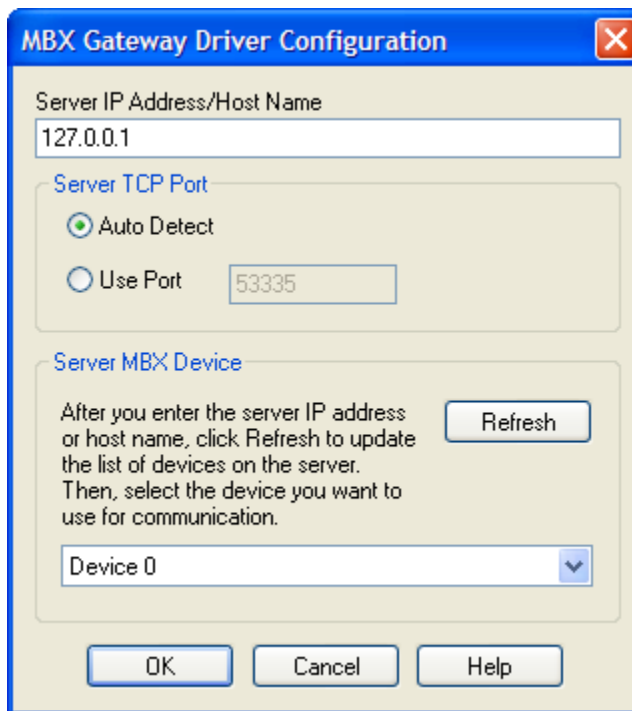 MBX Gateway Driver Configuration
Server IP Address/Host Name
127.0.0.1
Server TCP Port
Auto Detect
Use Port
53335
Server MBX Device
After you enter the server IP address
or host name, click Refresh to update
the list of devices on the server.
Then, select the device you want to
use for communication.
Refresh
Device 0
OK
Cancel
Help